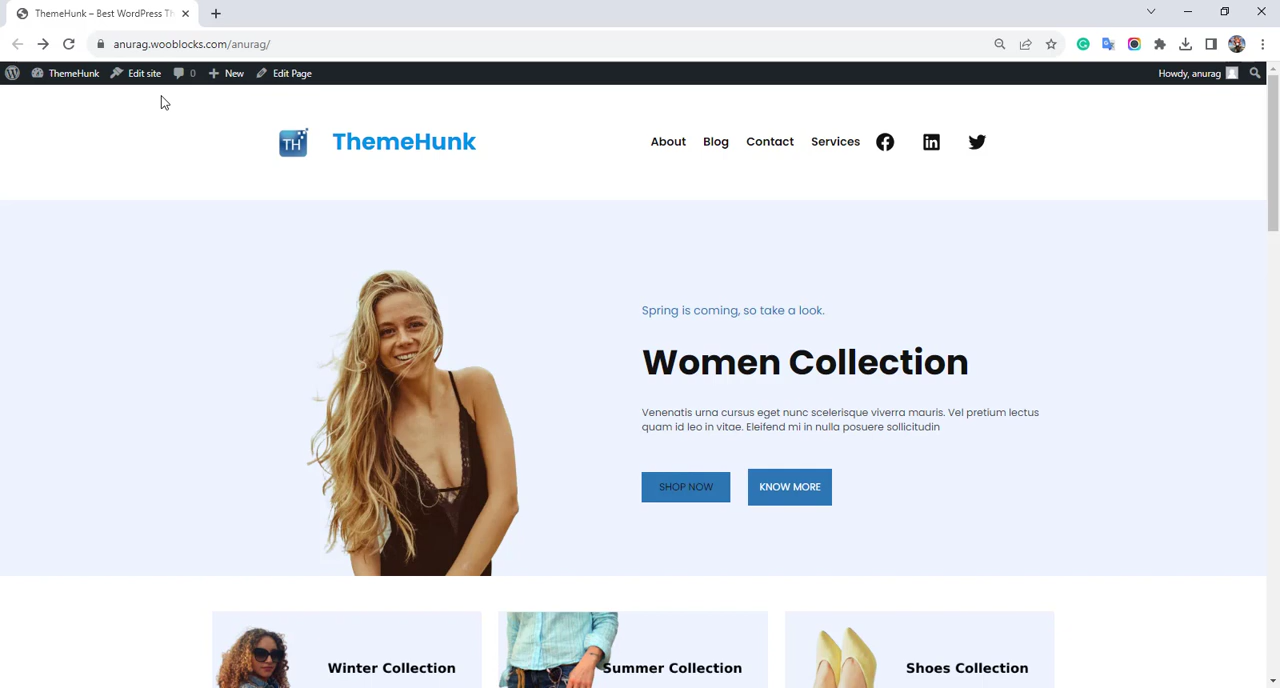 ThemeHunk – Best WordPress Th
anurag.wooblocks.com/anurag/
ThemeHunk Edit site 0 New Edit Page Howdy, anurag
TH ThemeHunk About Blog Contact Services
Spring is coming, so take a look.
Women Collection
Venenatis urna cursus eget nunc scelerisque viverra mauris. Vel pretium lectus
quam id leo in vitae. Eleifend mi in nulla posuere sollicitudin
SHOP NOW KNOW MORE
Winter Collection Summer Collection Shoes Collection